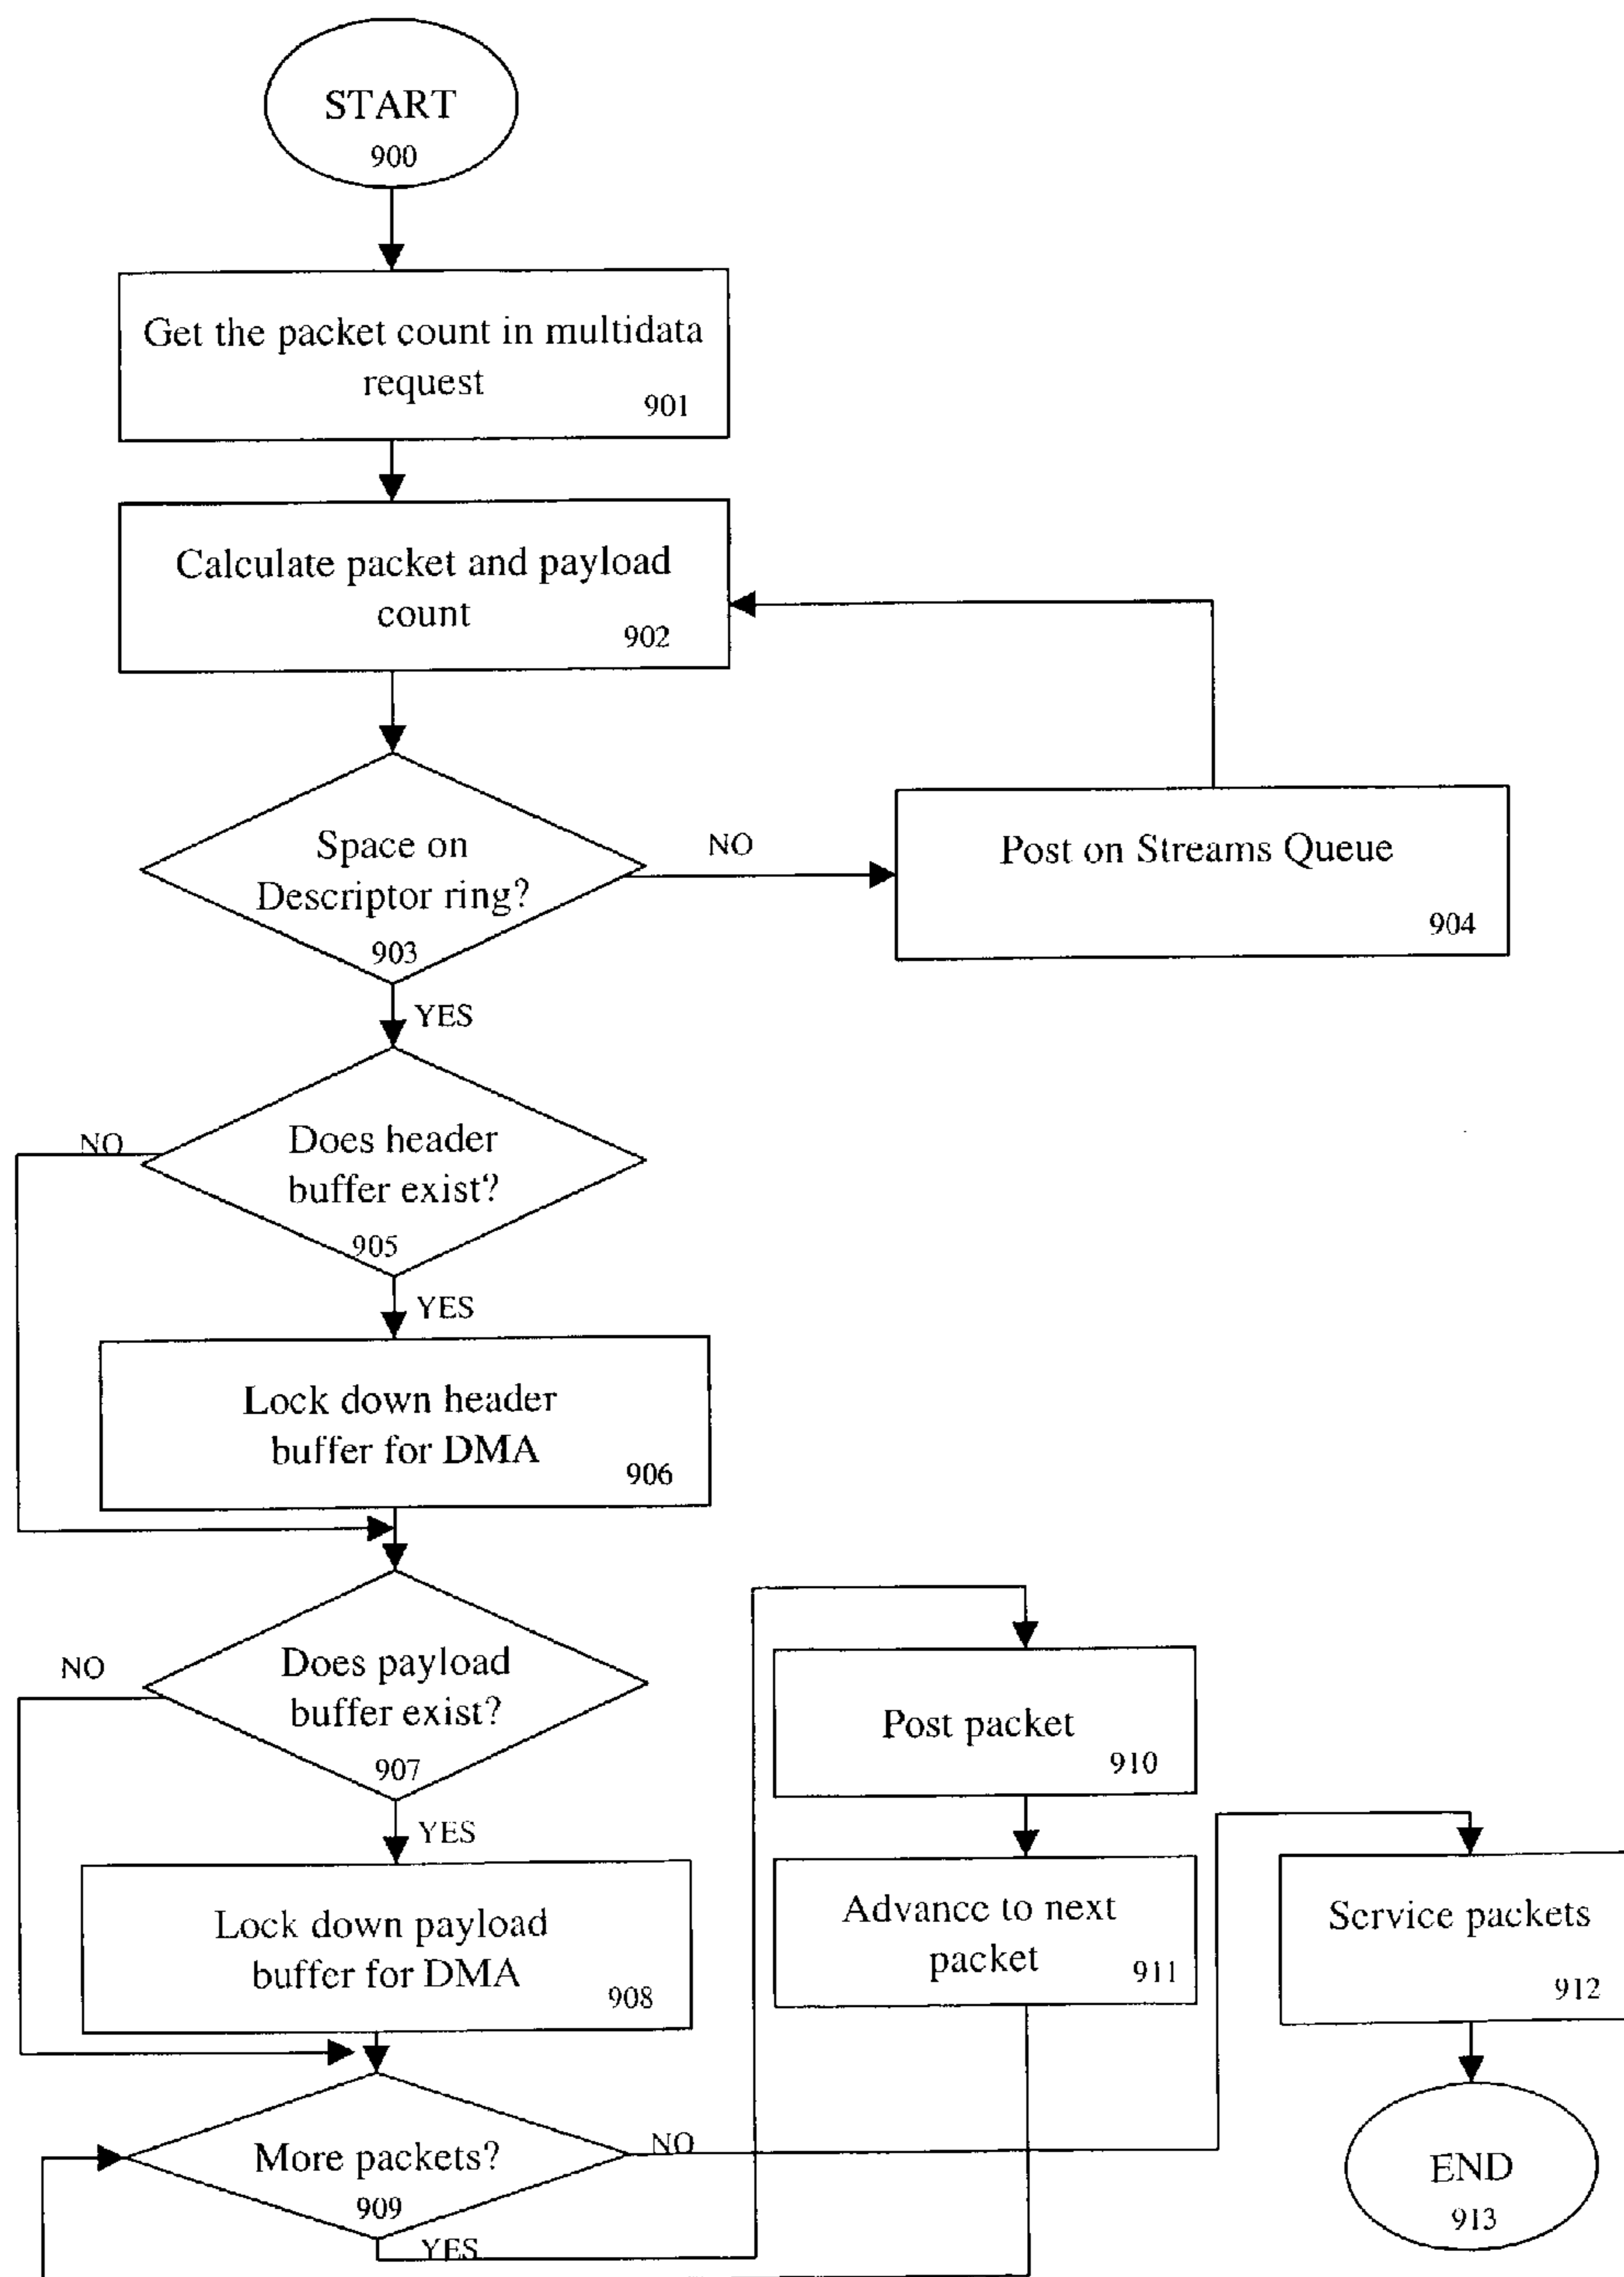 START
900
Get the packet count in multidata
request
901
Calculate packet and payload
count
902
Space on
Descriptor ring?
903
NO
Post on Streams Queue
904
YES
Does header
buffer exist?
905
NO
YES
Lock down header
buffer for DMA
906
Does payload
buffer exist?
907
NO
YES
Lock down payload
buffer for DMA
908
More packets?
909
NO
YES
Post packet
910
Advance to next
packet
911
Service packets
912
END
913